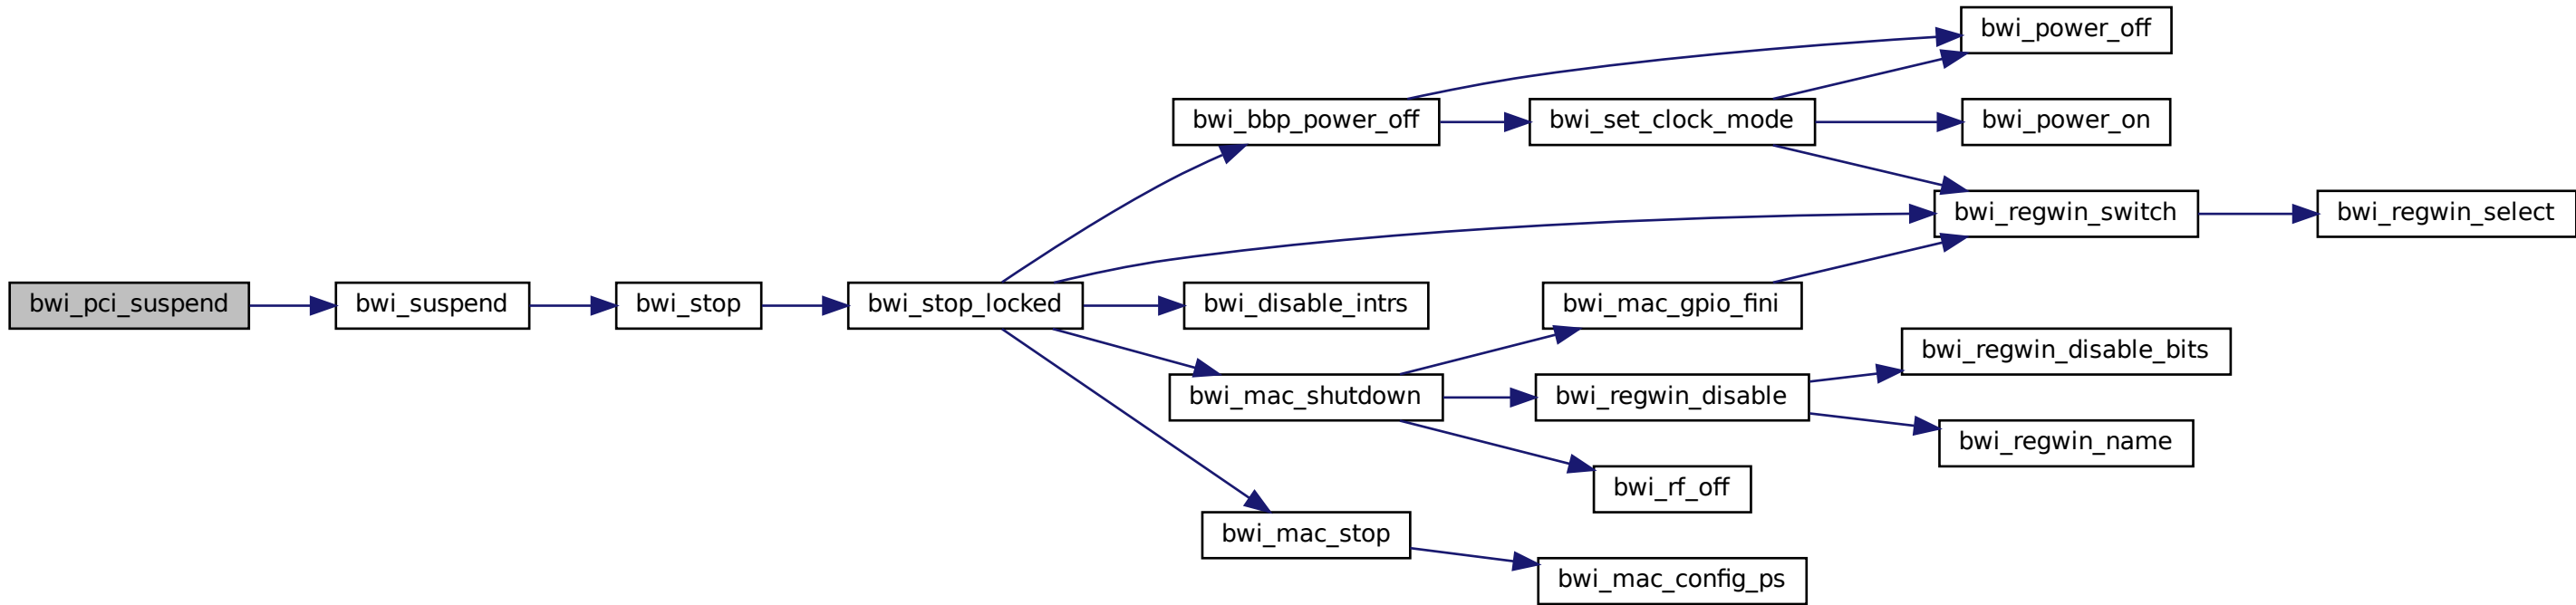 bwi_pci_suspend
bwi_suspend
bwi_stop
bwi_stop_locked
bwi_bbp_power_off
bwi_disable_intrs
bwi_mac_shutdown
bwi_mac_stop
bwi_set_clock_mode
bwi_mac_gpio_fini
bwi_regwin_disable
bwi_rf_off
bwi_mac_config_ps
bwi_power_off
bwi_power_on
bwi_regwin_switch
bwi_regwin_disable_bits
bwi_regwin_name
bwi_regwin_select